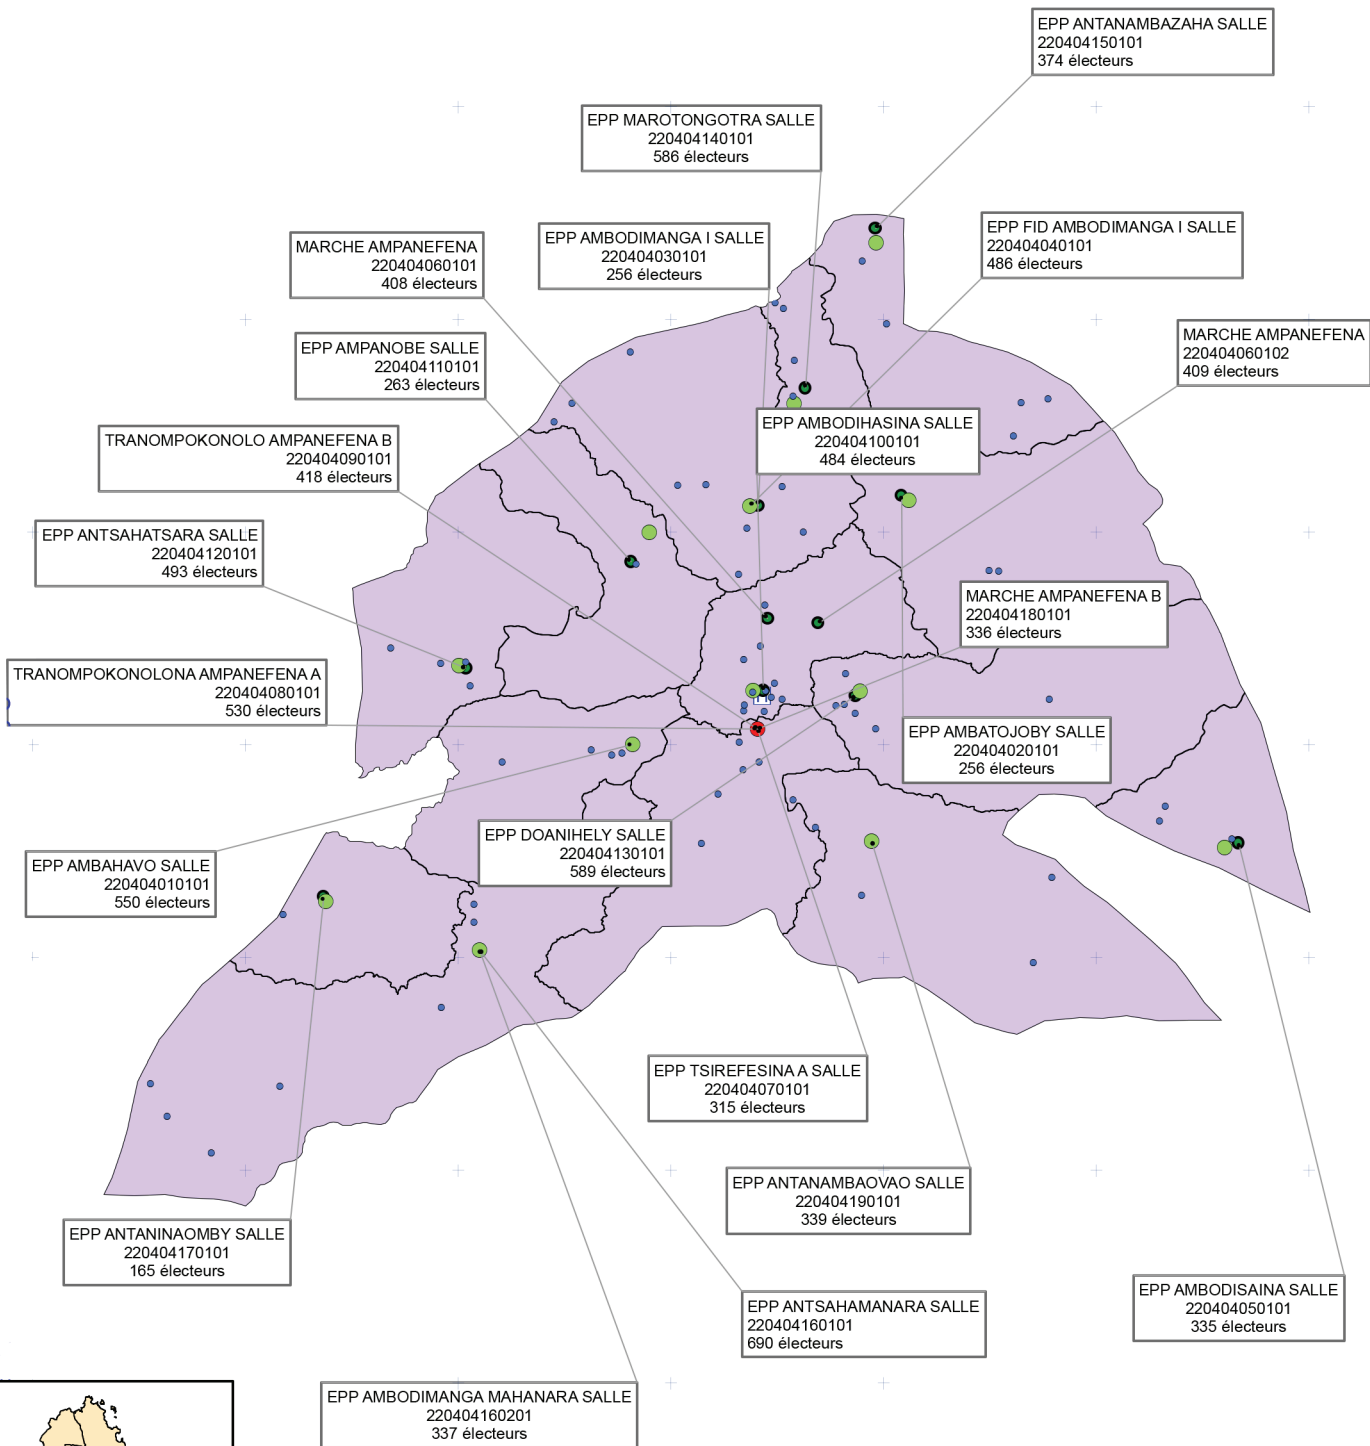 EPP ANTANAMBAZAHA SALLE
220404150101
374 électeurs
EPP MAROTONGOTRA SALLE
220404140101
586 électeurs
EPP FID AMBODIMANGA I SALLE
220404040101
486 électeurs
EPP AMBODIMANGA I SALLE
220404030101
256 électeurs
MARCHE AMPANEFENA
220404060101
408 électeurs
MARCHE AMPANEFENA
220404060102
409 électeurs
EPP AMPANOBE SALLE
220404110101
263 électeurs
EPP AMBODIHASINA SALLE
220404100101
484 électeurs
TRANOMPOKONOLO AMPANEFENA B
220404090101
418 électeurs
EPP ANTSAHATSARA SALLE
220404120101
493 électeurs
MARCHE AMPANEFENA B
220404180101
336 électeurs
TRANOMPOKONOLONA AMPANEFENA A
220404080101
530 électeurs
EPP AMBATOJOBY SALLE
220404020101
256 électeurs
EPP DOANIHELY SALLE
220404130101
589 électeurs
EPP AMBAHAVO SALLE
220404010101
550 électeurs
EPP TSIREFESINA A SALLE
220404070101
315 électeurs
EPP ANTANAMBAOVAO SALLE
220404190101
339 électeurs
EPP ANTANINAOMBY SALLE
220404170101
165 électeurs
EPP AMBODISAINA SALLE
220404050101
335 électeurs
EPP ANTSAHAMANARA SALLE
220404160101
690 électeurs
EPP AMBODIMANGA MAHANARA SALLE
220404160201
337 électeurs